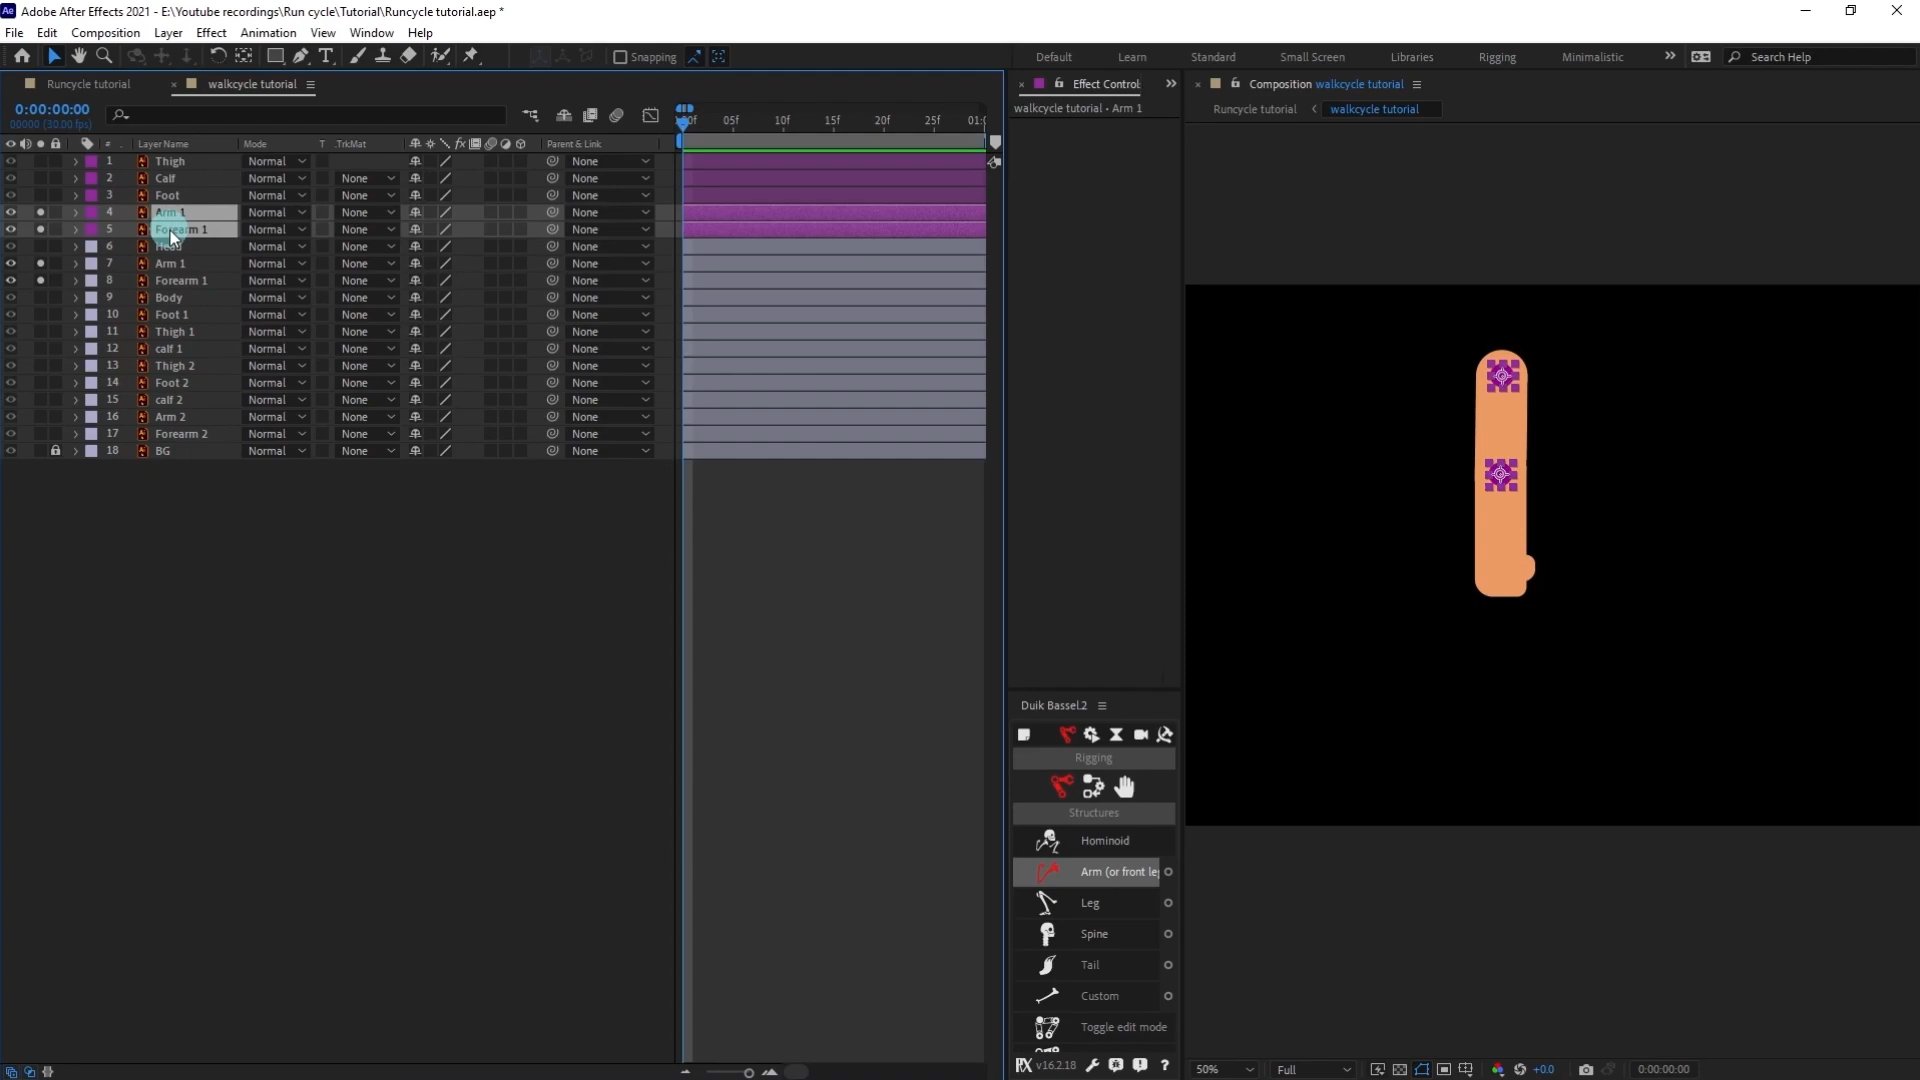 Adobe After Effects 2021 - E:\Youtube recordings\Run cycle\Tutorial\Runcycle tutorial.aep *
File Edit Composition Layer Effect Animation View Window Help
Snapping
Default Learn Standard Small Screen Libraries Rigging Minimalistic Search Help
Runcycle tutorial walkcycle tutorial
Effect Control
Composition walkcycle tutorial
0:00:00:00
00000 (30.00 fps)
walkcycle tutorial • Arm 1
Runcycle tutorial walkcycle tutorial
05f 10f 15f 20f 25f
# Layer Name Mode T .TrkMat Parent & Link
1 Thigh Normal None
2 Calf Normal None None
3 Foot Normal None None
4 Arm 1 Normal None None
5 Forearm 1 Normal None None
6 Head Normal None None
7 Arm 1 Normal None None
8 Forearm 1 Normal None None
9 Body Normal None None
10 Foot 1 Normal None None
11 Thigh 1 Normal None None
12 calf 1 Normal None None
13 Thigh 2 Normal None None
14 Foot 2 Normal None None
15 calf 2 Normal None None
16 Arm 2 Normal None None
17 Forearm 2 Normal None None
18 BG Normal None None
Duik Bassel.2
Rigging
Structures
Hominoid
Arm (or front le
Leg
Spine
Tail
Custom
Toggle edit mode
v16.2.18
50% Full +0.0 0:00:00:00